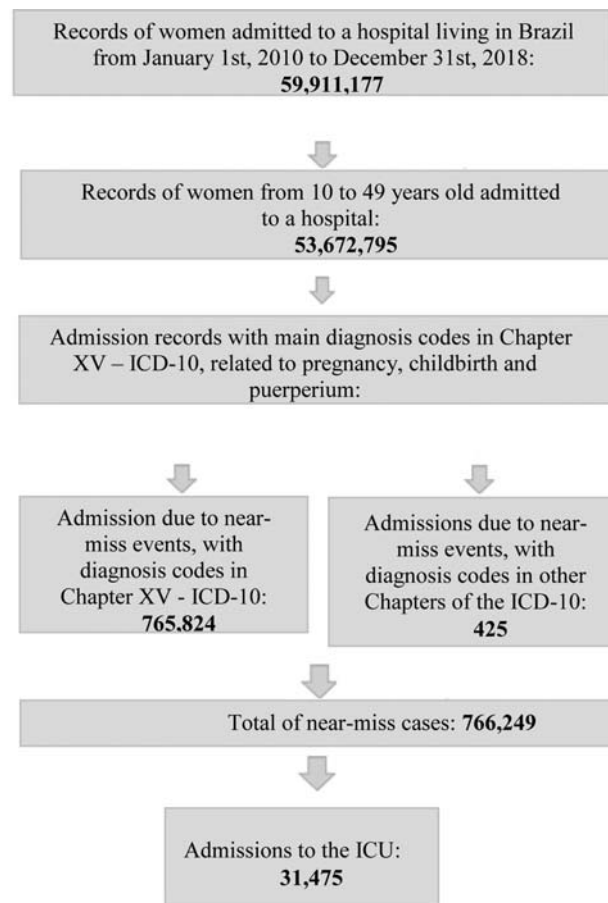 Records of women admitted to a hospital living in Brazil
from January 1st, 2010 to December 31st, 2018:
59,911,177
Records of women from 10 to 49 years old admitted
to a hospital:
53,672,795
Admission records with main diagnosis codes in Chapter
XV – ICD-10, related to pregnancy, childbirth and
puerperium:
Admission due to near-
miss events, with
diagnosis codes in
Chapter XV - ICD-10:
765,824
Admissions due to near-
miss events, with
diagnosis codes in other
Chapters of the ICD-10:
425
Total of near-miss cases: 766,249
Admissions to the ICU:
31,475